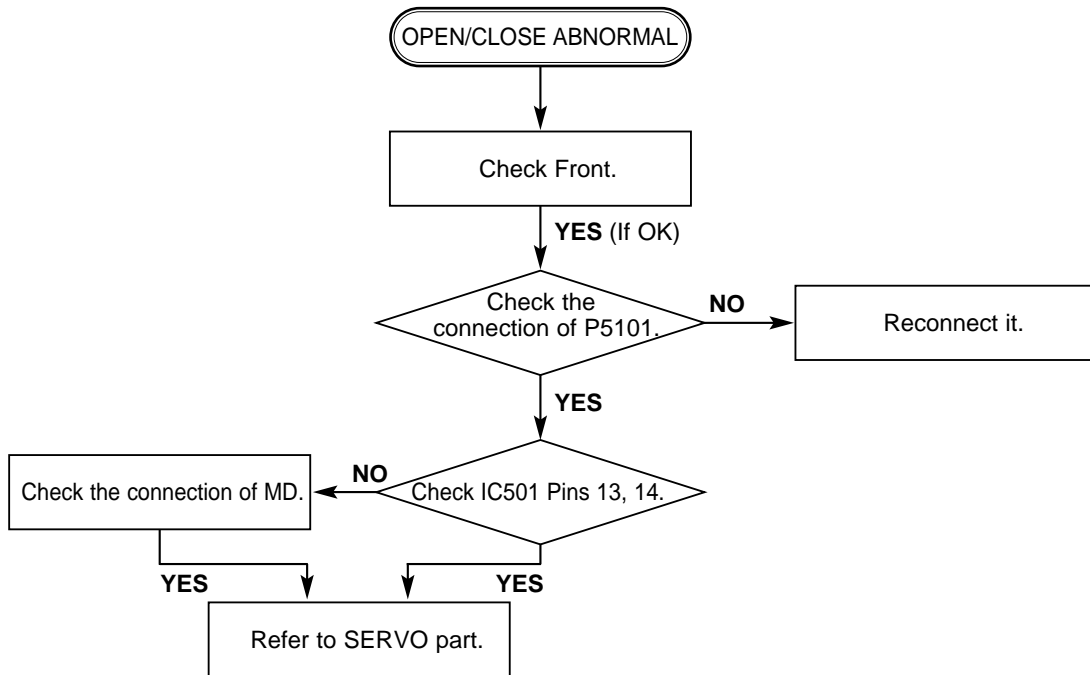 OPEN/CLOSE ABNORMAL
Check Front.
YES (If OK)
Check the
connection of P5101.
NO
Reconnect it.
YES
Check the connection of MD.
NO
Check IC501 Pins 13, 14.
YES
YES
Refer to SERVO part.